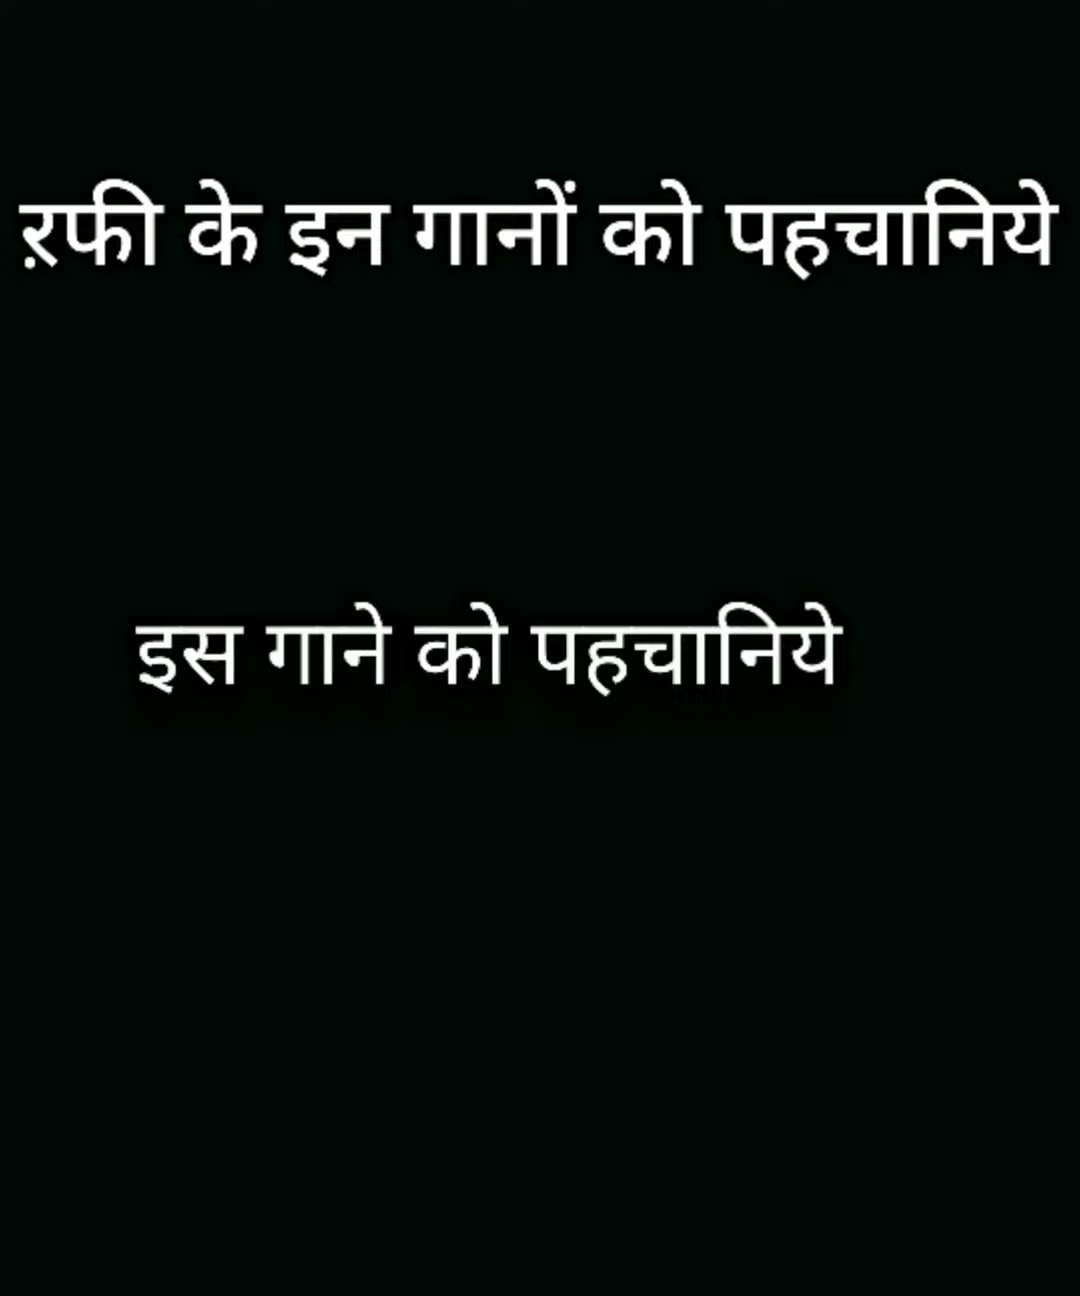 ऱफी के इन गानों को पहचानिये
इस गाने को पहचानिये